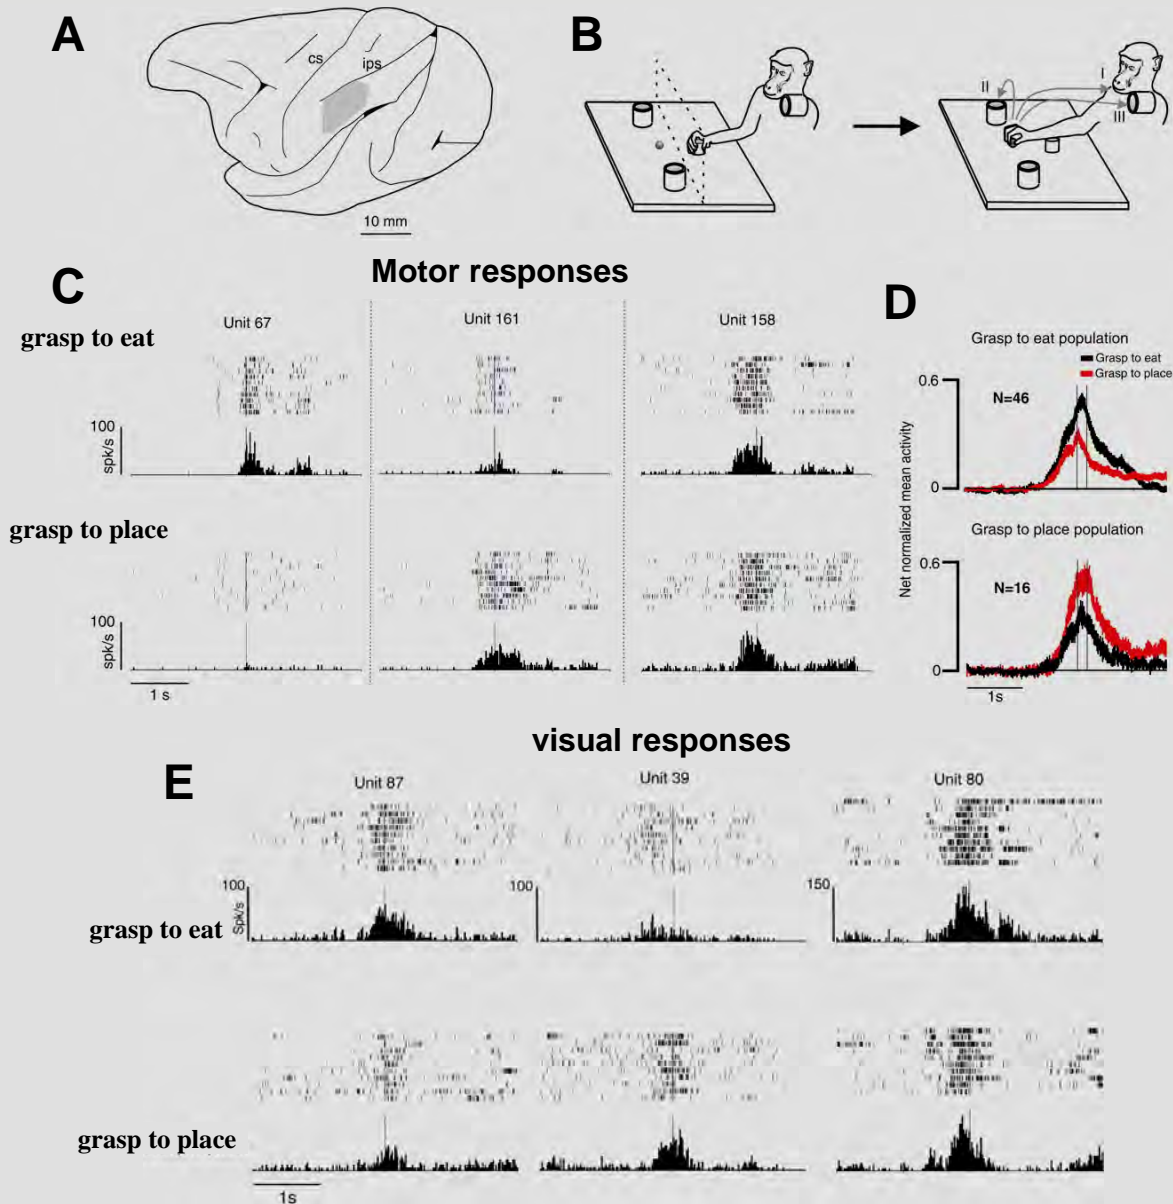 A
cs
ips
10 mm
B
I
II
III
C
Motor responses
grasp to eat
Unit 67
Unit 161
Unit 158
100
spk/s
grasp to place
100
spk/s
1 s
D
Grasp to eat population
Grasp to eat
Grasp to place
0.6
N=46
0
Net normalized mean activity
Grasp to place population
0.6
N=16
0
1s
visual responses
E
Unit 87
Unit 39
Unit 80
100
Spk/s
100
150
grasp to eat
grasp to place
1s